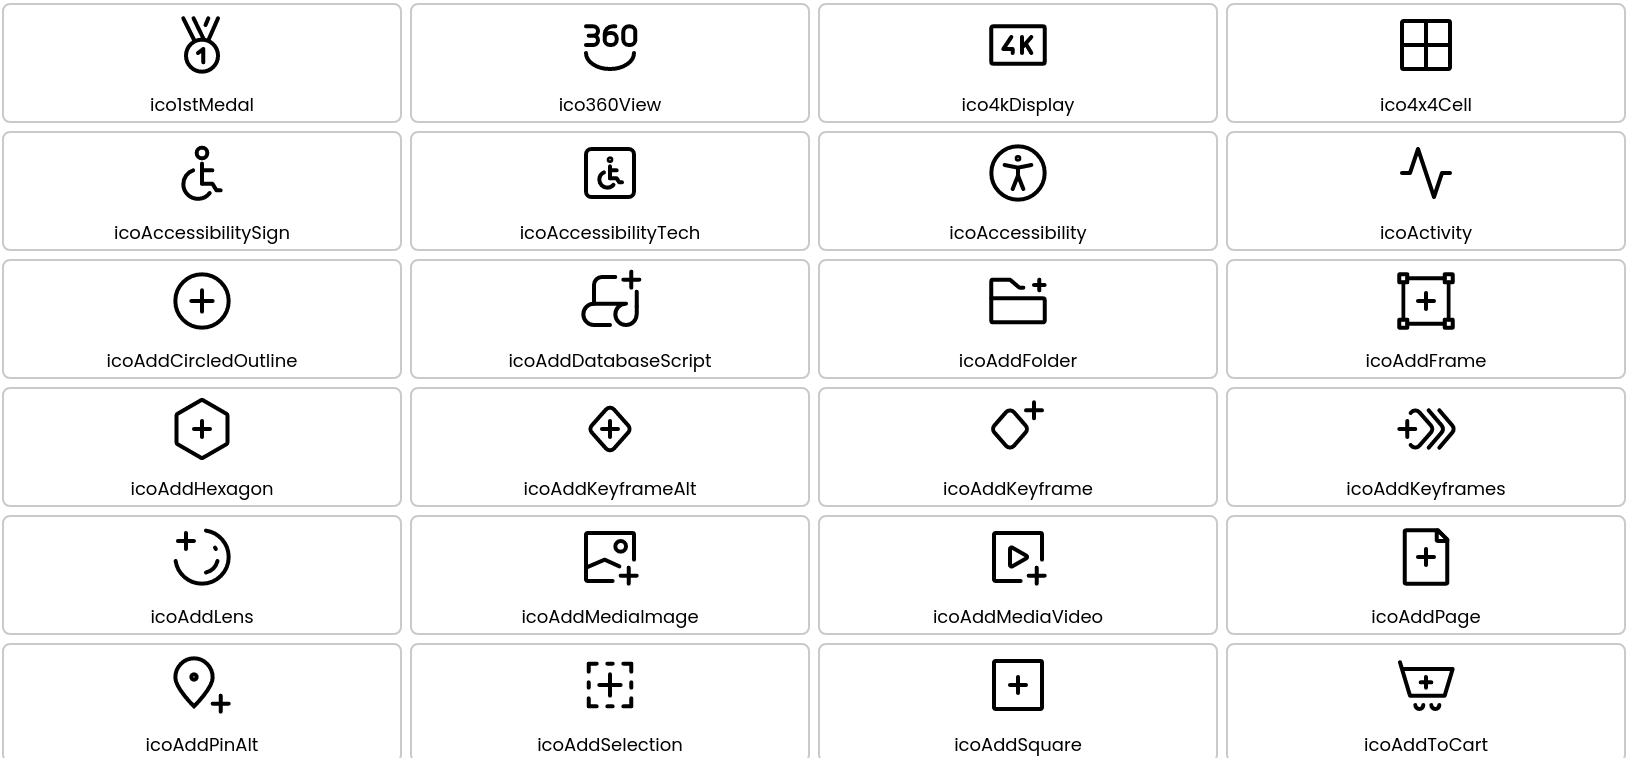 1
360
4K
ico1stMedal
ico360View
ico4kDisplay
ico4x4Cell
icoAccessibilitySign
icoAccessibilityTech
icoAccessibility
icoActivity
icoAddCircledOutline
icoAddDatabaseScript
icoAddFolder
icoAddFrame
icoAddHexagon
icoAddKeyframeAlt
icoAddKeyframe
icoAddKeyframes
icoAddLens
icoAddMediaImage
icoAddMediaVideo
icoAddPage
icoAddPinAlt
icoAddSelection
icoAddSquare
icoAddToCart